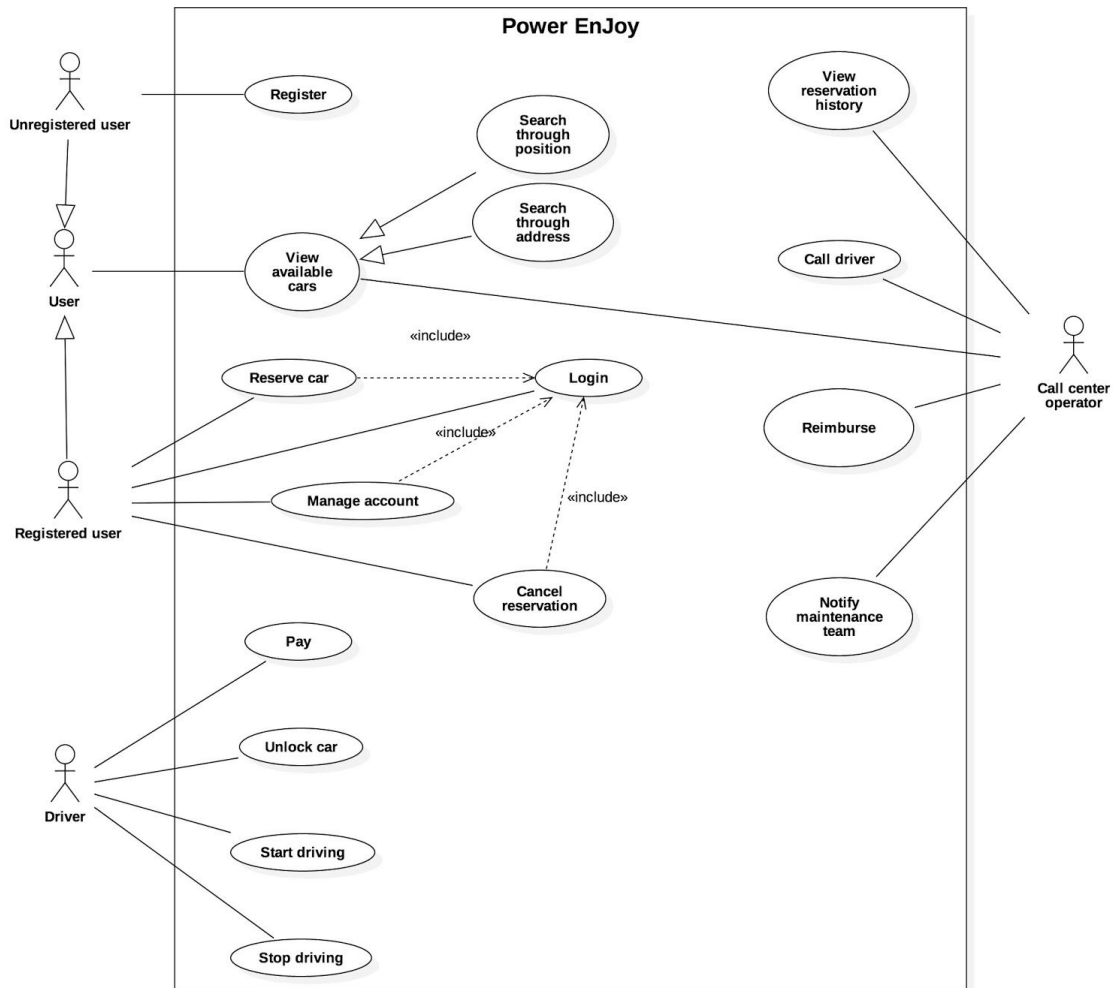 Power EnJoy
Unregistered user
Register
Search
through
position
View
reservation
history
Search
through
address
User
View
available
cars
Call driver
«include»
Reserve car
Login
Call center
operator
«include»
Reimburse
Registered user
Manage account
«include»
Cancel
reservation
Notify
maintenance
team
Pay
Unlock car
Driver
Start driving
Stop driving